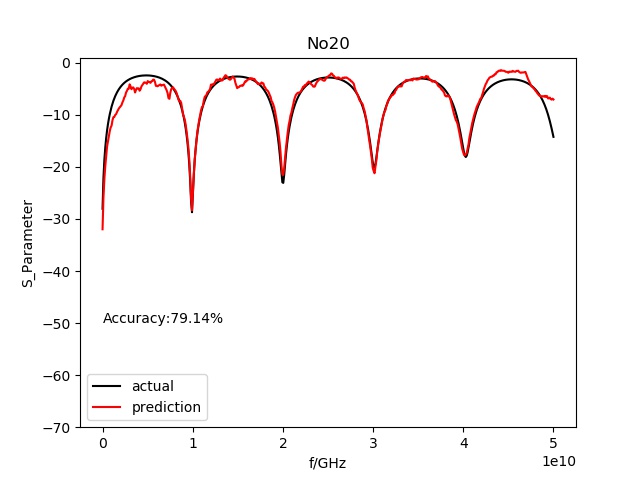 No20
0
−10
−20
−30
−40
−50
−60
−70
S_Parameter
Accuracy:79.14%
actual
prediction
0 1 2 3 4 5
1e10
f/GHz